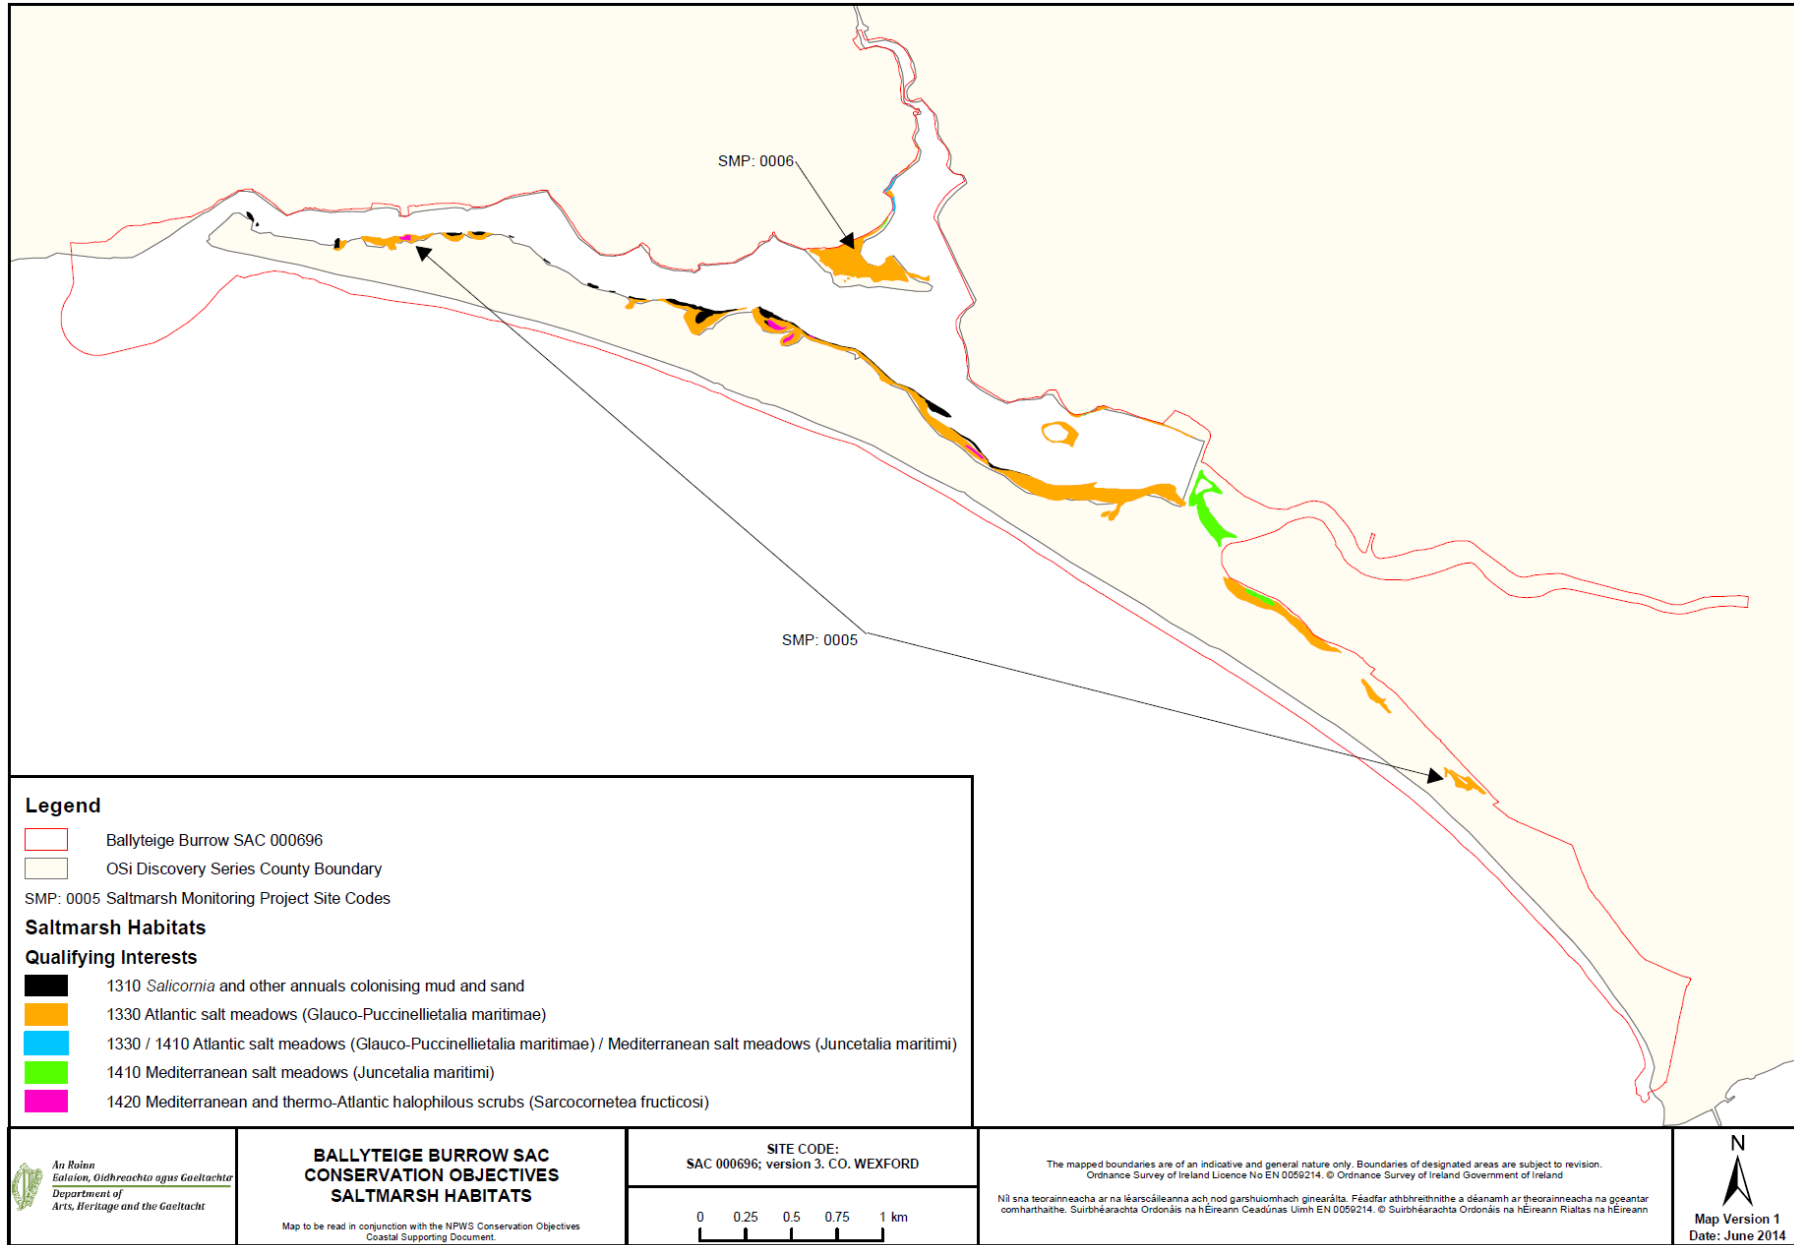 SMP: 0006
SMP: 0005
Legend
Ballyteige Burrow SAC 000696
OSi Discovery Series County Boundary
SMP: 0005 Saltmarsh Monitoring Project Site Codes
Saltmarsh Habitats
Qualifying Interests
1310 Salicornia and other annuals colonising mud and sand
1330 Atlantic salt meadows (Glauco-Puccinellietalia maritimae)
1330 / 1410 Atlantic salt meadows (Glauco-Puccinellietalia maritimae) / Mediterranean salt meadows (Juncetalia maritimi)
1410 Mediterranean salt meadows (Juncetalia maritimi)
1420 Mediterranean and thermo-Atlantic halophilous scrubs (Sarcocornetea fructicosi)
An Roinn
Ealaíon, Oidhreachta agus Gaeltachta
Department of
Arts, Heritage and the Gaeltacht
BALLYTEIGE BURROW SAC
CONSERVATION OBJECTIVES
SALTMARSH HABITATS
Map to be read in conjunction with the NPWS Conservation Objectives
Coastal Supporting Document.
SITE CODE:
SAC 000696; version 3. CO. WEXFORD
0 0.25 0.5 0.75 1 km
The mapped boundaries are of an indicative and general nature only. Boundaries of designated areas are subject to revision.
Ordnance Survey of Ireland Licence No EN 0059214. © Ordnance Survey of Ireland Government of Ireland
Níl sna teorainneacha ar na léarscáileanna ach nod garshuiomhach ginearálta. Féadfar athbhreithnithe a déanamh ar theorainneacha na gceantar
comharthaithe. Suirbhéarachta Ordonáis na hÉireann Ceadúnas Uimh EN 0059214. © Suirbhéarachta Ordonáis na hÉireann Rialtas na hÉireann
N
Map Version 1
Date: June 2014